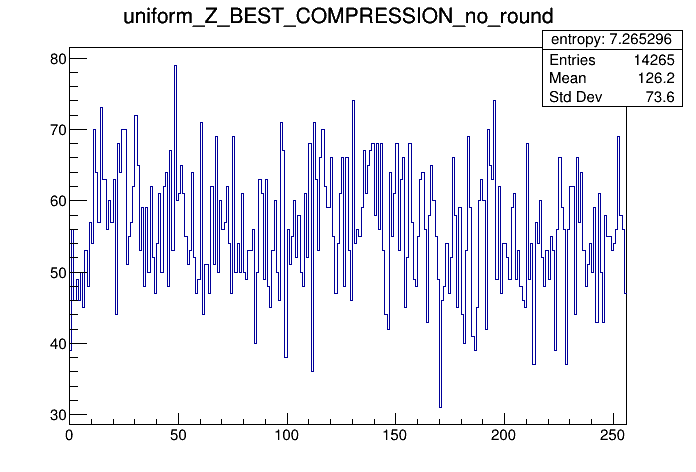 uniform_Z_BEST_COMPRESSION_no_round
entropy: 7.265296
Entries 14265
Mean 126.2
Std Dev 73.6
80
70
60
50
40
30
0 50 100 150 200 250